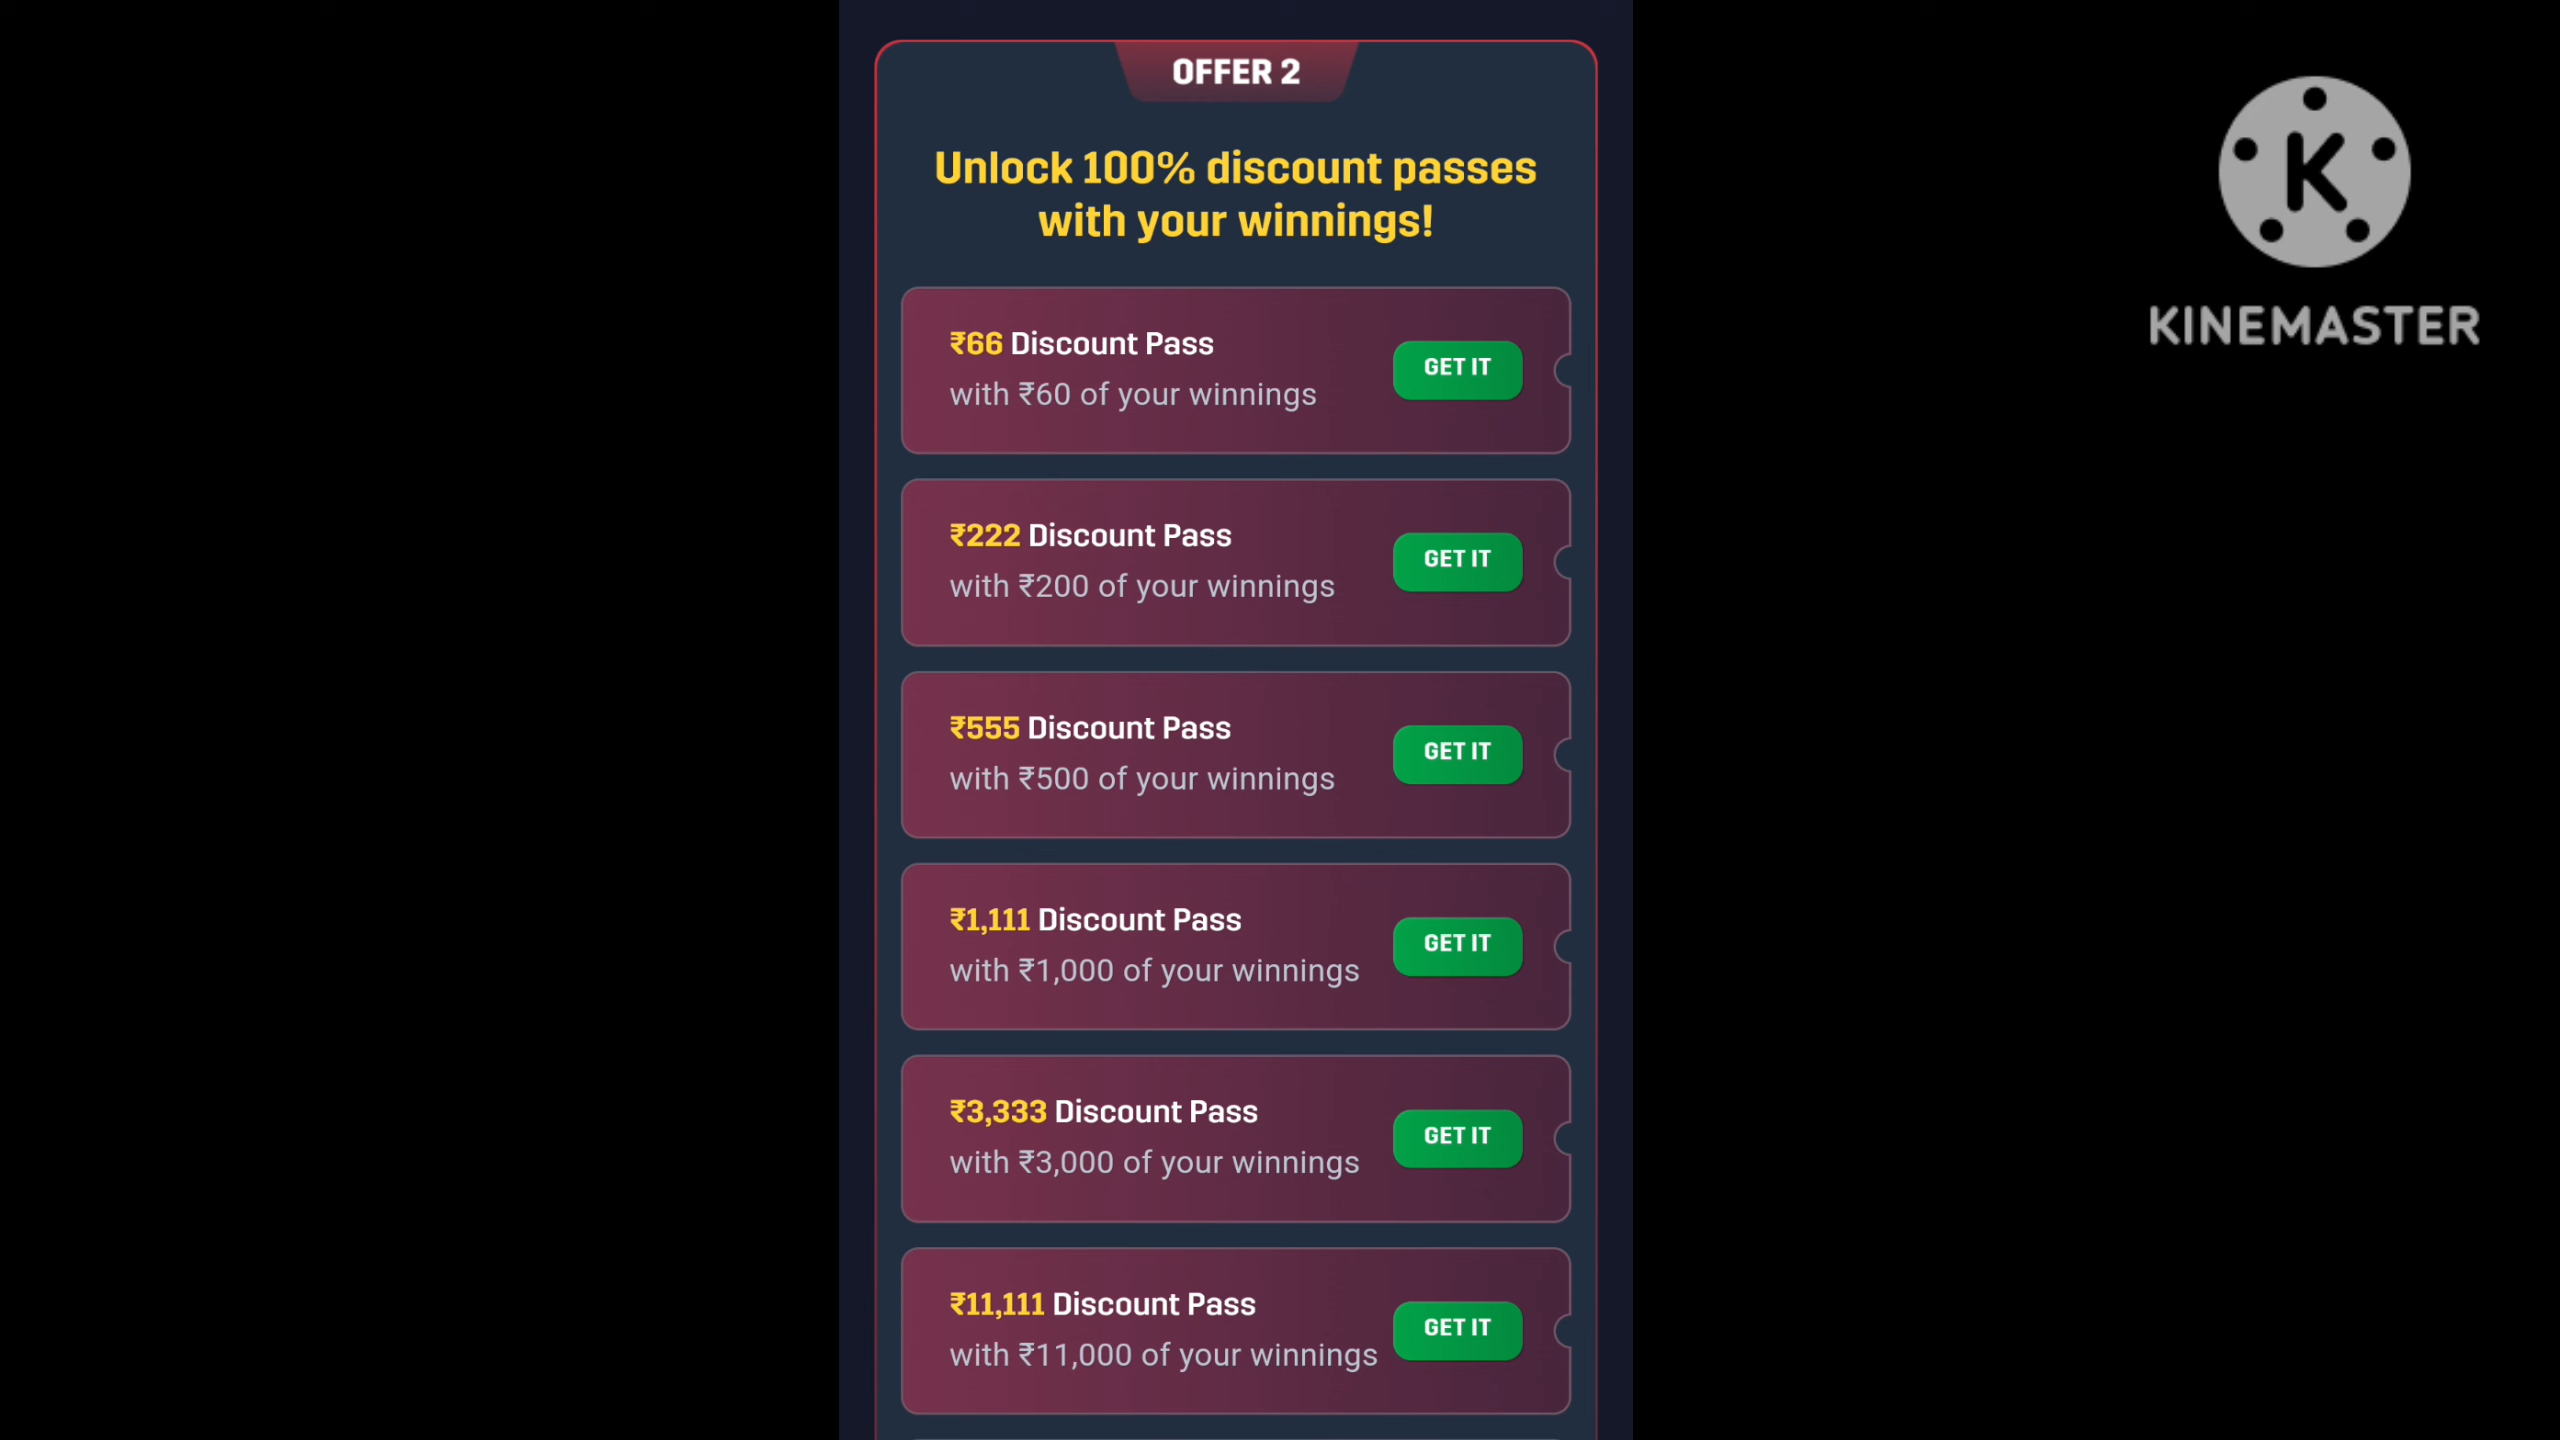 OFFER 2
Unlock 100% discount passes
with your winnings!
₹66 Discount Pass
with ₹60 of your winnings
GET IT
₹222 Discount Pass
with ₹200 of your winnings
GET IT
₹555 Discount Pass
with ₹500 of your winnings
GET IT
₹1,111 Discount Pass
with ₹1,000 of your winnings
GET IT
₹3,333 Discount Pass
with ₹3,000 of your winnings
GET IT
₹11,111 Discount Pass
with ₹11,000 of your winnings
GET IT
K
KINEMASTER